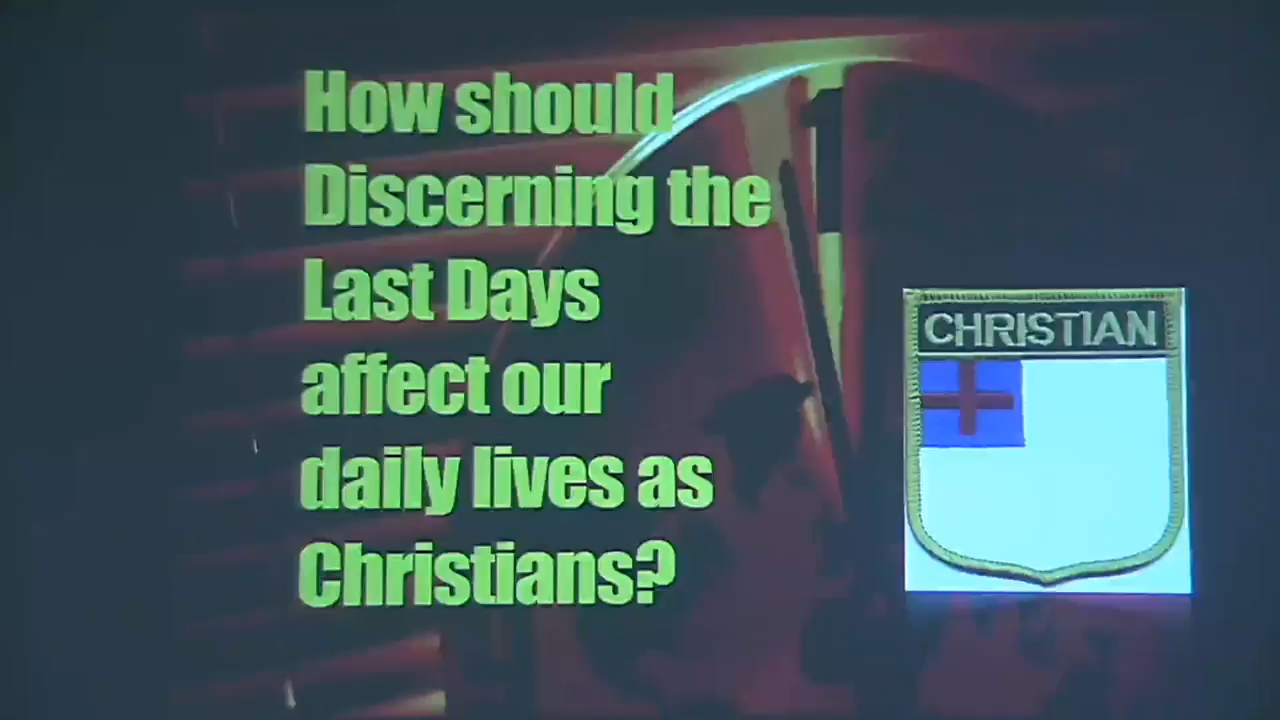 How should
Discerning the
Last Days
affect our
daily lives as
Christians?
CHRISTIAN